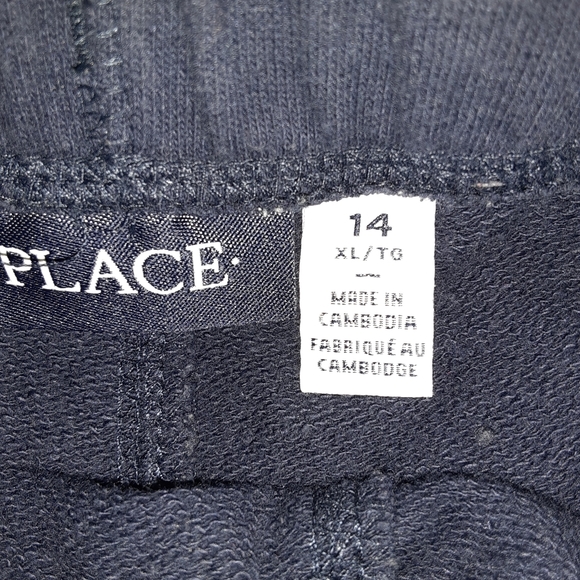 PLACE
14
XL/TG
MADE IN
CAMBODIA
FABRIQUÉ AU
CAMBODGE